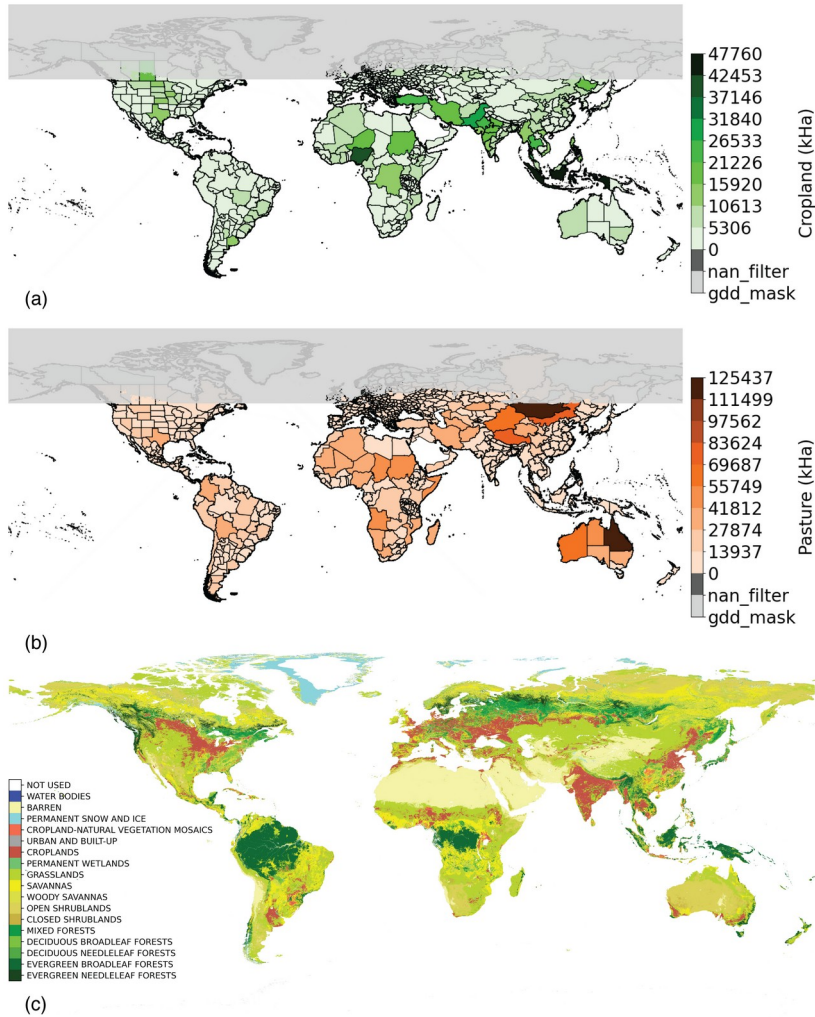 47760
42453
37146
31840
26533
21226
15920
10613
5306
0
nan_filter
gdd_mask
Cropland (kHa)
(a)
125437
111499
97562
83624
69687
55749
41812
27874
13937
0
nan_filter
gdd_mask
Pasture (kHa)
(b)
NOT USED
WATER BODIES
BARREN
PERMANENT SNOW AND ICE
CROPLAND-NATURAL VEGETATION MOSAICS
URBAN AND BUILT-UP
CROPLANDS
PERMANENT WETLANDS
GRASSLANDS
SAVANNAS
WOODY SAVANNAS
OPEN SHRUBLANDS
CLOSED SHRUBLANDS
MIXED FORESTS
DECIDUOUS BROADLEAF FORESTS
DECIDUOUS NEEDLELEAF FORESTS
EVERGREEN BROADLEAF FORESTS
EVERGREEN NEEDLELEAF FORESTS
(c)